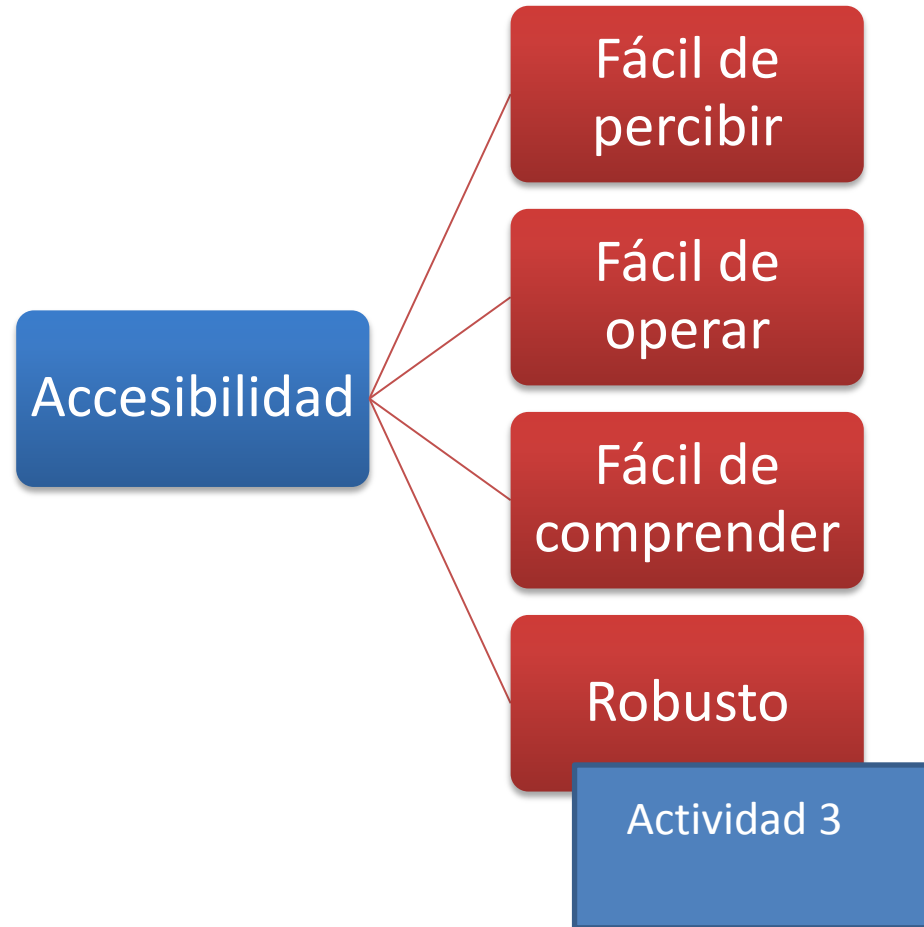 Fácil de
percibir
Fácil de
operar
Accesibilidad
Fácil de
comprender
Robusto
Actividad 3